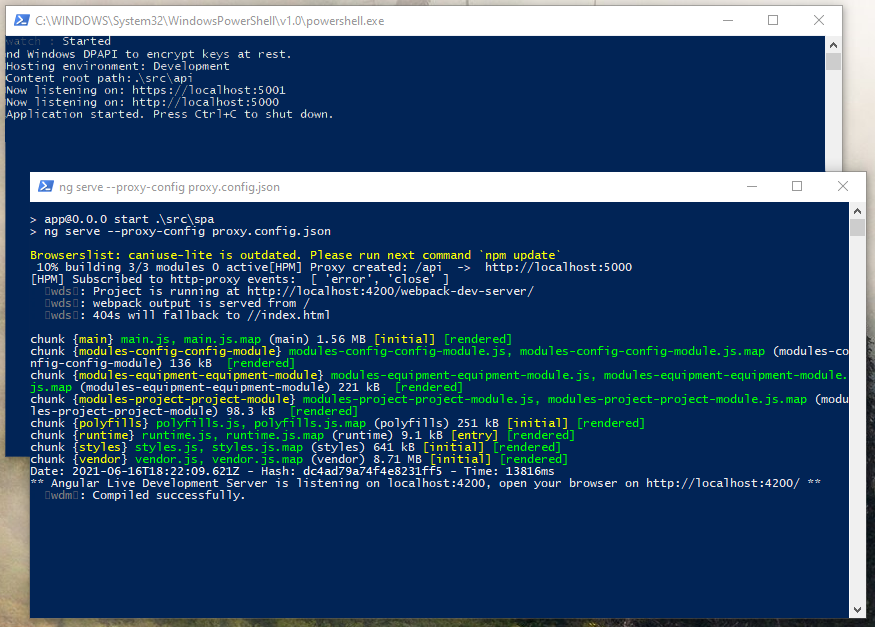 C:\WINDOWS\System32\WindowsPowerShell\v1.0\powershell.exe
watch : Started
nd Windows DPAPI to encrypt keys at rest.
Hosting environment: Development
Content root path:.\src\api
Now listening on: https://localhost:5001
Now listening on: http://localhost:5000
Application started. Press Ctrl+C to shut down.
ng serve --proxy-config proxy.config.json
> app@0.0.0 start .\src\spa
> ng serve --proxy-config proxy.config.json
Browserslist: caniuse-lite is outdated. Please run next command `npm update`
10% building 3/3 modules 0 active[HPM] Proxy created: /api  ->  http://localhost:5000
[HPM] Subscribed to http-proxy events:  [ 'error', 'close' ]
wds: Project is running at http://localhost:4200/webpack-dev-server/
wds: webpack output is served from /
wds: 404s will fallback to //index.html
chunk {main} main.js, main.js.map (main) 1.56 MB [initial] [rendered]
chunk {modules-config-config-module} modules-config-config-module.js, modules-config-config-module.js.map (modules-co
nfig-config-module) 136 kB  [rendered]
chunk {modules-equipment-equipment-module} modules-equipment-equipment-module.js, modules-equipment-equipment-module.
js.map (modules-equipment-equipment-module) 221 kB  [rendered]
chunk {modules-project-project-module} modules-project-project-module.js, modules-project-project-module.js.map (modu
les-project-project-module) 98.3 kB  [rendered]
chunk {polyfills} polyfills.js, polyfills.js.map (polyfills) 251 kB [initial] [rendered]
chunk {runtime} runtime.js, runtime.js.map (runtime) 9.1 kB [entry] [rendered]
chunk {styles} styles.js, styles.js.map (styles) 641 kB [initial] [rendered]
chunk {vendor} vendor.js, vendor.js.map (vendor) 8.71 MB [initial] [rendered]
Date: 2021-06-16T18:22:09.621Z - Hash: dc4ad79a74f4e8231ff5 - Time: 13816ms
** Angular Live Development Server is listening on localhost:4200, open your browser on http://localhost:4200/ **
wdm: Compiled successfully.